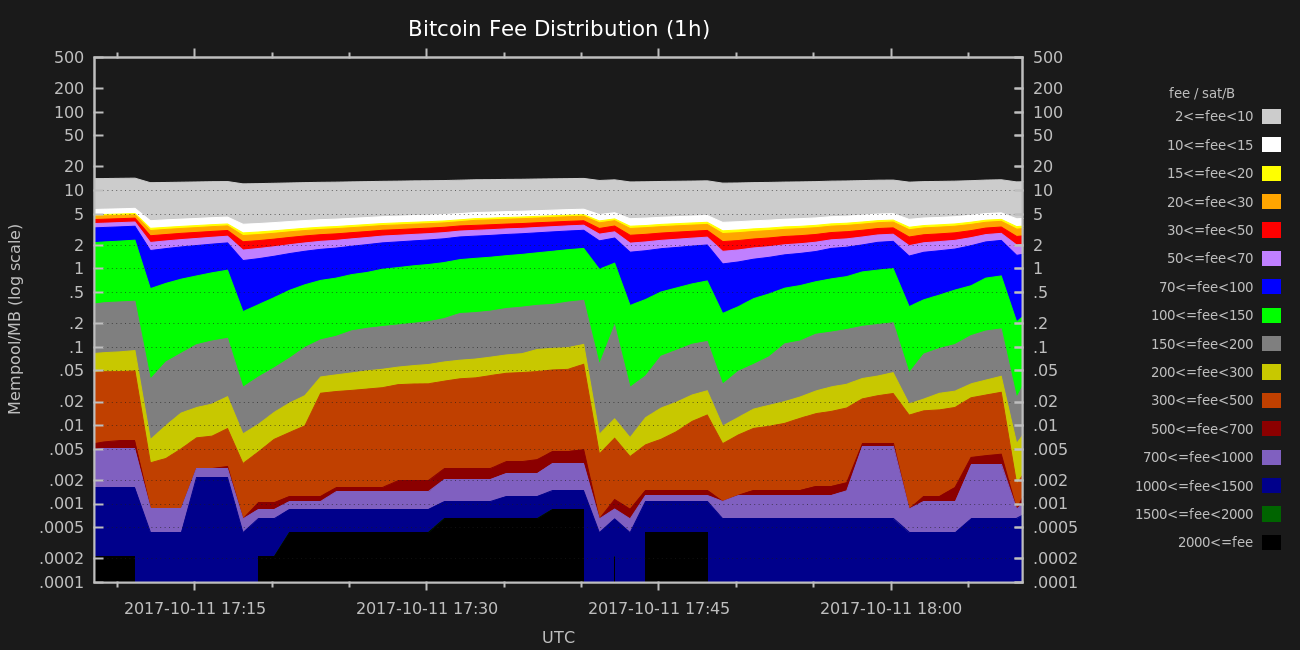 Bitcoin Fee Distribution (1h)
500 500
200 200
100 100
50 50
20 20
10 10
5 5
2 2
1 1
.5 .5
.2 .2
.1 .1
.05 .05
.02 .02
.01 .01
.005 .005
.002 .002
.001 .001
.0005 .0005
.0002 .0002
.0001 .0001
Mempool/MB (log scale)
2017-10-11 17:15 2017-10-11 17:30 2017-10-11 17:45 2017-10-11 18:00
UTC
fee / sat/B
2<=fee<10
10<=fee<15
15<=fee<20
20<=fee<30
30<=fee<50
50<=fee<70
70<=fee<100
100<=fee<150
150<=fee<200
200<=fee<300
300<=fee<500
500<=fee<700
700<=fee<1000
1000<=fee<1500
1500<=fee<2000
2000<=fee